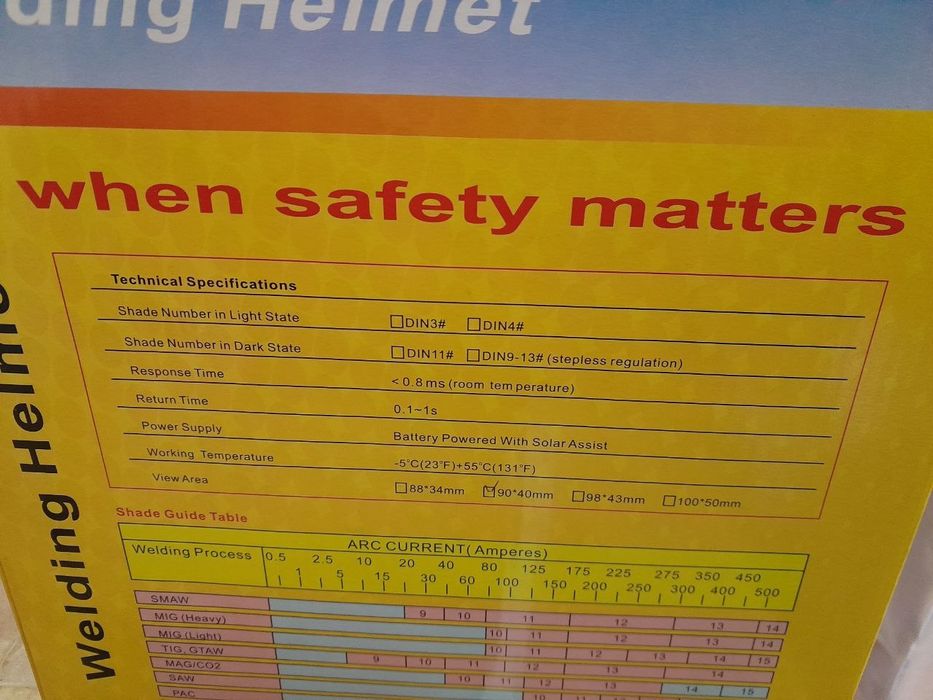 ding Helmet
when safety matters
Technical Specifications
Shade Number in Light State □DIN3# □DIN4#
Shade Number in Dark State □DIN11# □DIN9-13# (stepless regulation)
Response Time < 0.8 ms (room tem perature)
Return Time 0.1~1s
Power Supply Battery Powered With Solar Assist
Working Temperature -5°C(23°F)+55°C(131°F)
View Area □88*34mm ☑90*40mm □98*43mm □100*50mm
Shade Guide Table
Welding Process ARC CURRENT( Amperes)
0.5 2.5 10 20 40 80 125 175 225 275 350 450
1 5 15 30 60 100 150 200 250 300 400 500
SMAW 9 10 11 12 13 14
MIG (Heavy) 10 11 12 13 14
MIG (Light) 10 11 12 13 14 15
TIG, GTAW 9 10 11 12 13 14
MAG/CO2 10 11 12 13 14 15
SAW 10 11
PAC
Welding Helme